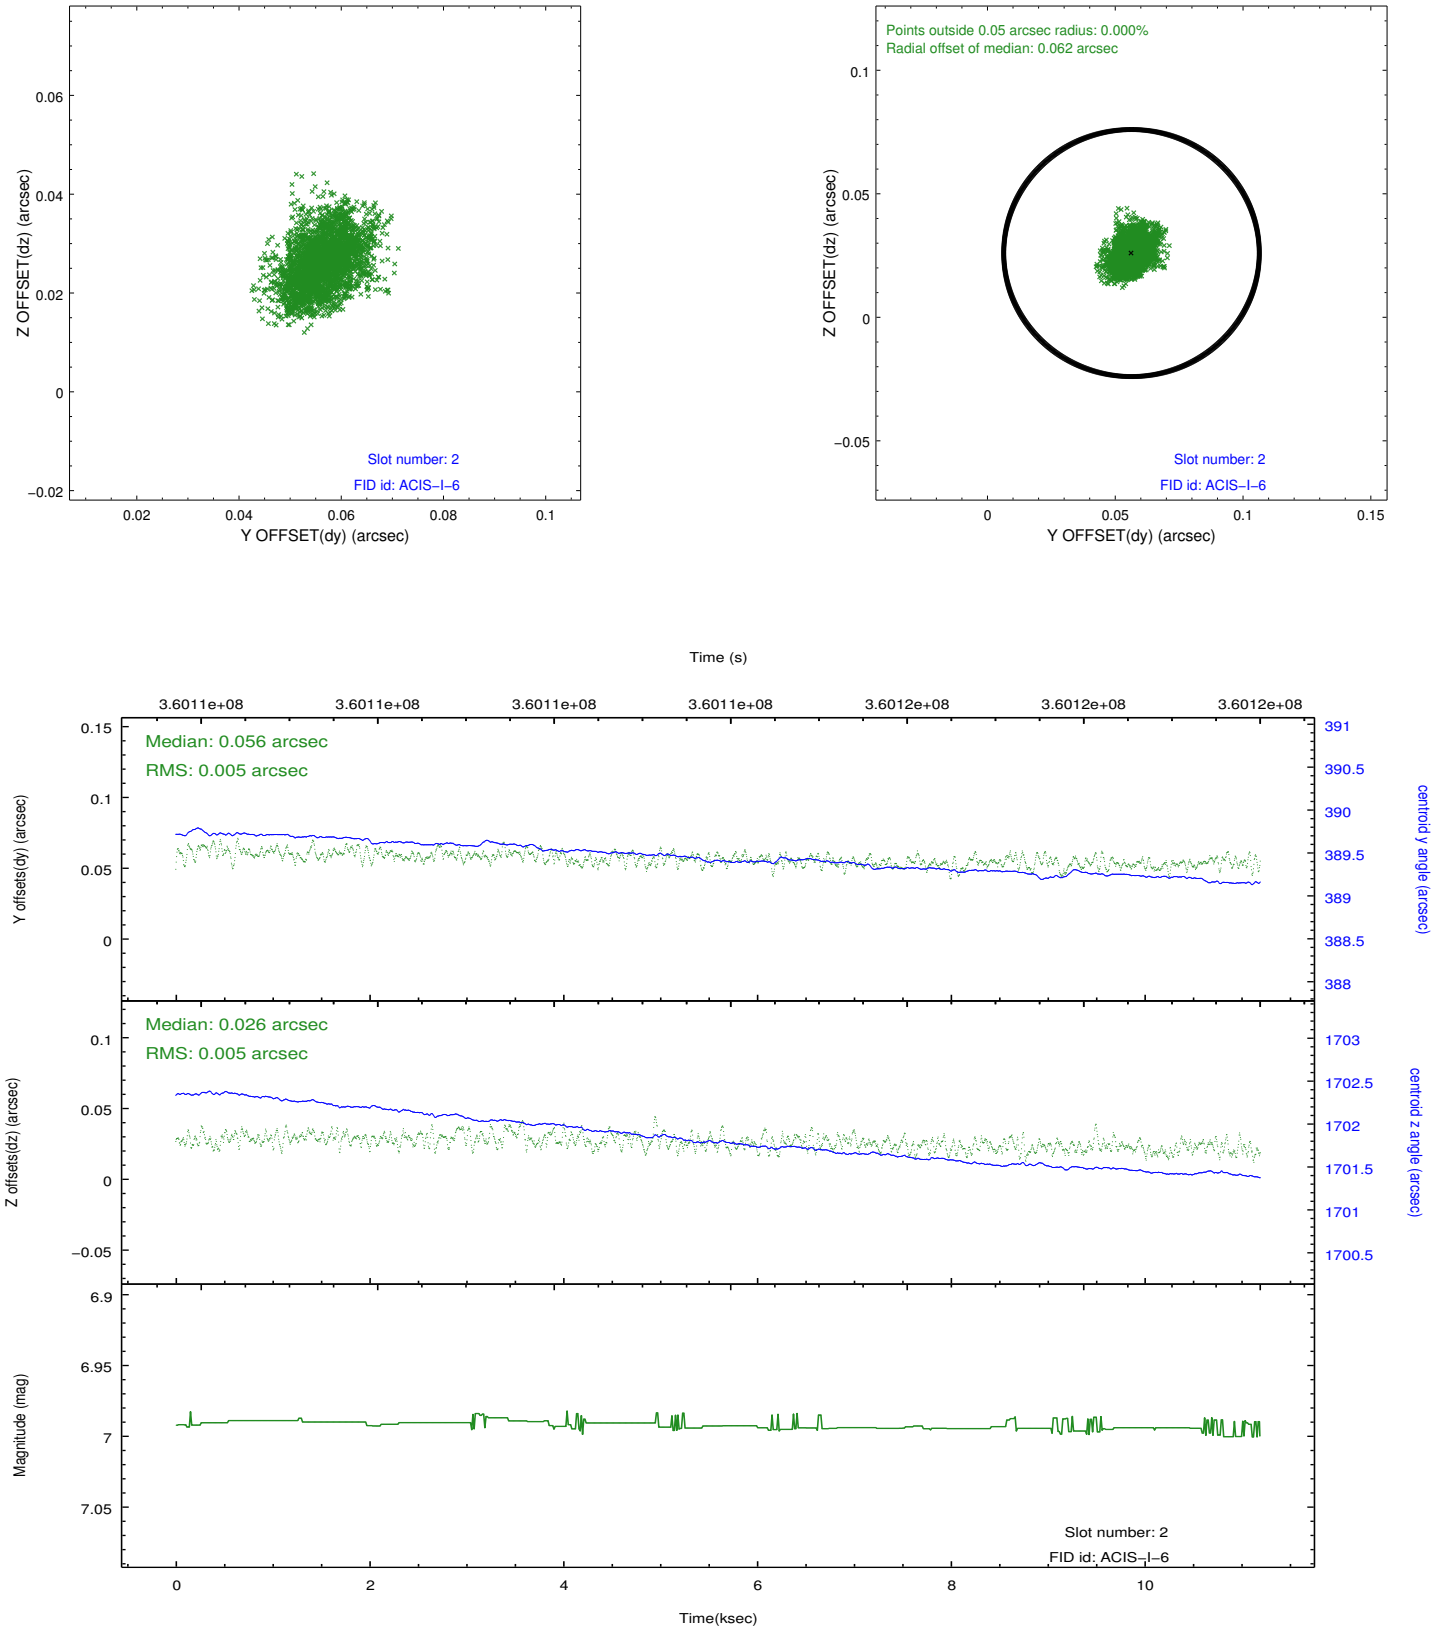 0.06
0.04
0.02
0
−0.02
Z OFFSET(dz) (arcsec)
Slot number: 2
FID id: ACIS−I−6
0.02 0.04 0.06 0.08 0.1
Y OFFSET(dy) (arcsec)
Points outside 0.05 arcsec radius: 0.000%
Radial offset of median: 0.062 arcsec
0.1
0.05
0
−0.05
Z OFFSET(dz) (arcsec)
Slot number: 2
FID id: ACIS−I−6
0 0.05 0.1 0.15
Y OFFSET(dy) (arcsec)
Time (s)
3.6011e+08 3.6011e+08 3.6011e+08 3.6011e+08 3.6012e+08 3.6012e+08 3.6012e+08
Median: 0.056 arcsec
RMS: 0.005 arcsec
0.15
0.1
0.05
0
Y offsets(dy) (arcsec)
391
390.5
390
389.5
389
388.5
388
centroid y angle (arcsec)
Median: 0.026 arcsec
RMS: 0.005 arcsec
0.1
0.05
0
−0.05
Z offsets(dz) (arcsec)
1703
1702.5
1702
1701.5
1701
1700.5
centroid z angle (arcsec)
6.9
6.95
7
7.05
Magnitude (mag)
Slot number: 2
FID id: ACIS−I−6
0 2 4 6 8 10
Time(ksec)